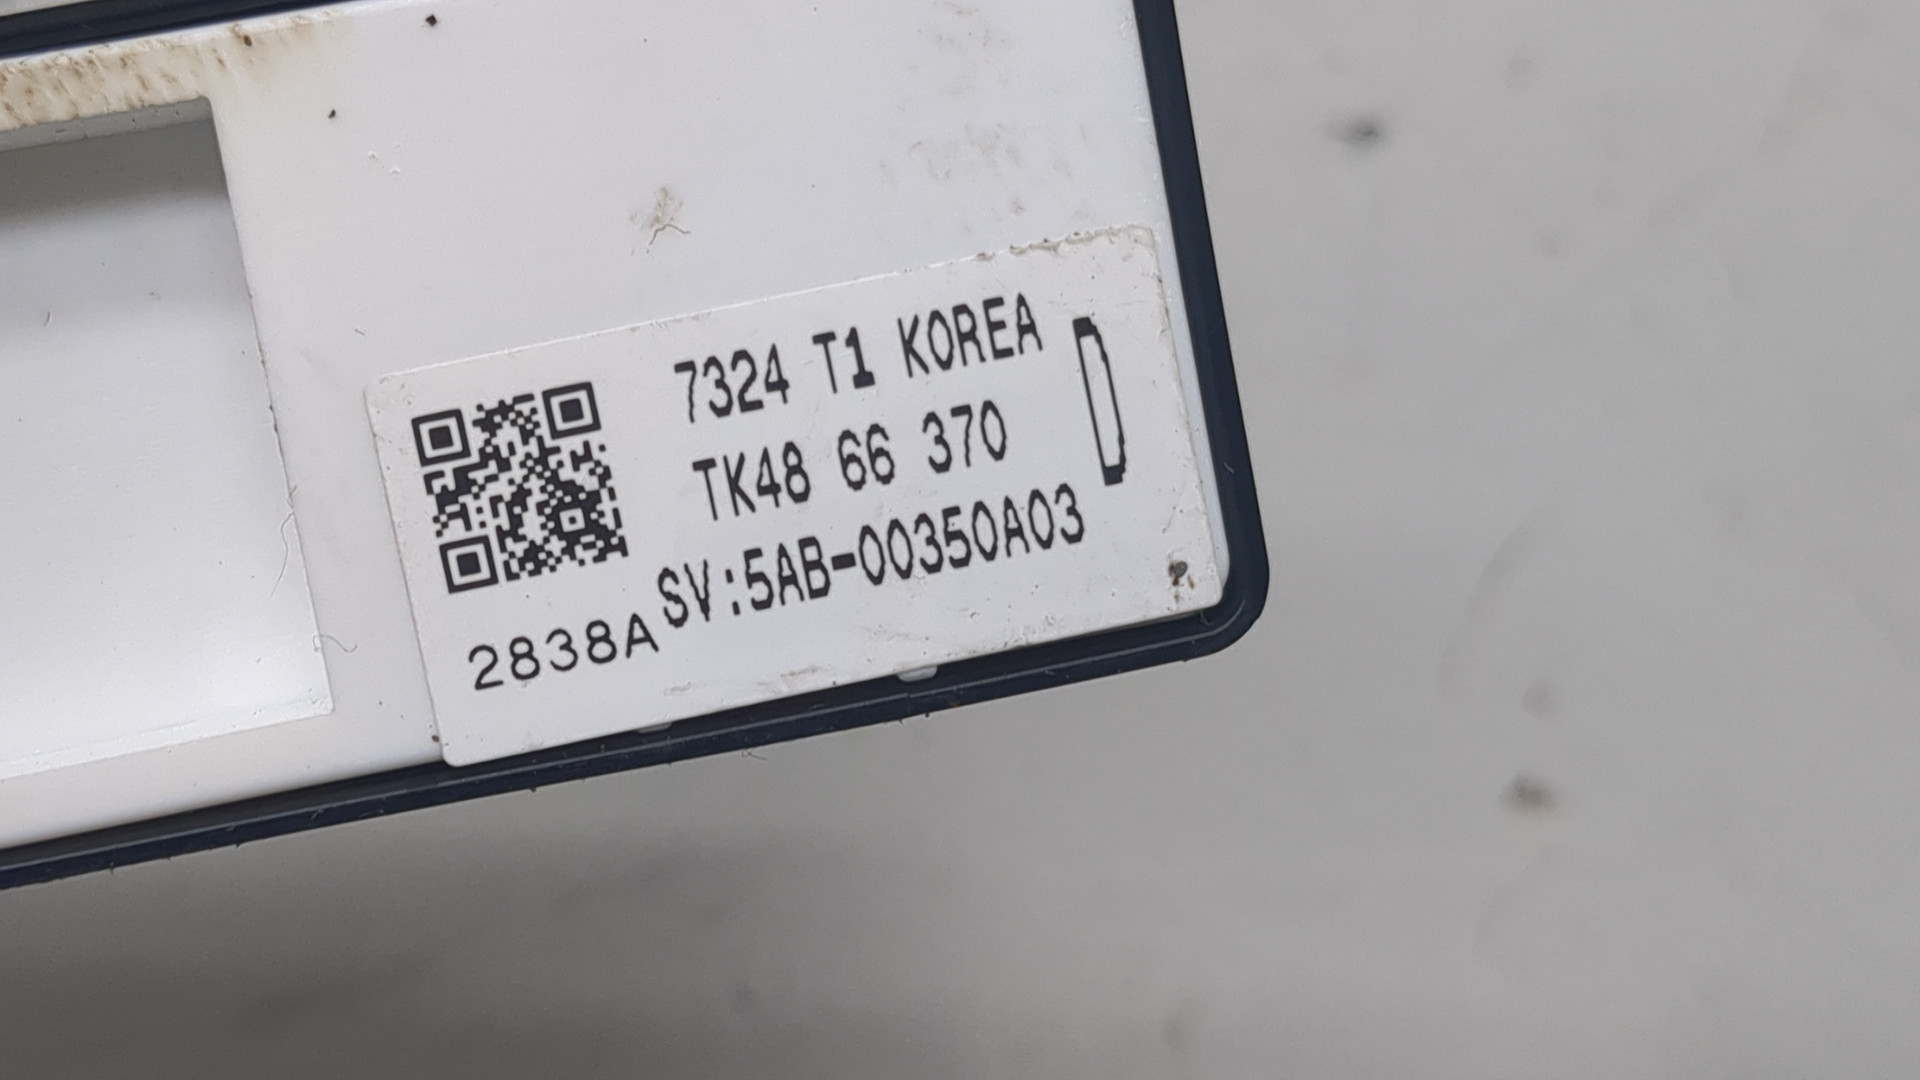 7324 T1 KOREA
D
TK48 66 370
SV:5AB-00350A03
2838A